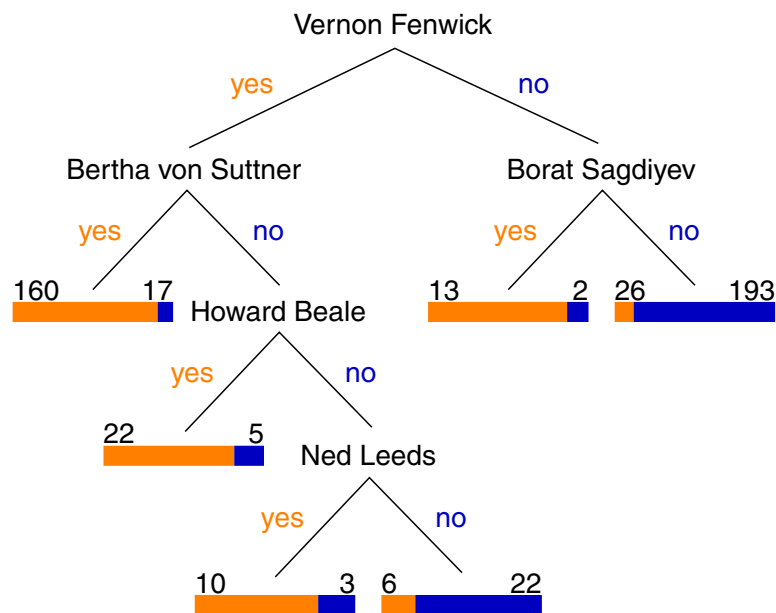 Vernon Fenwick
yes
no
Bertha von Suttner
Borat Sagdiyev
yes
no
yes
no
160
17
13
2
26
193
Howard Beale
yes
no
22
5
Ned Leeds
yes
no
10
3
6
22